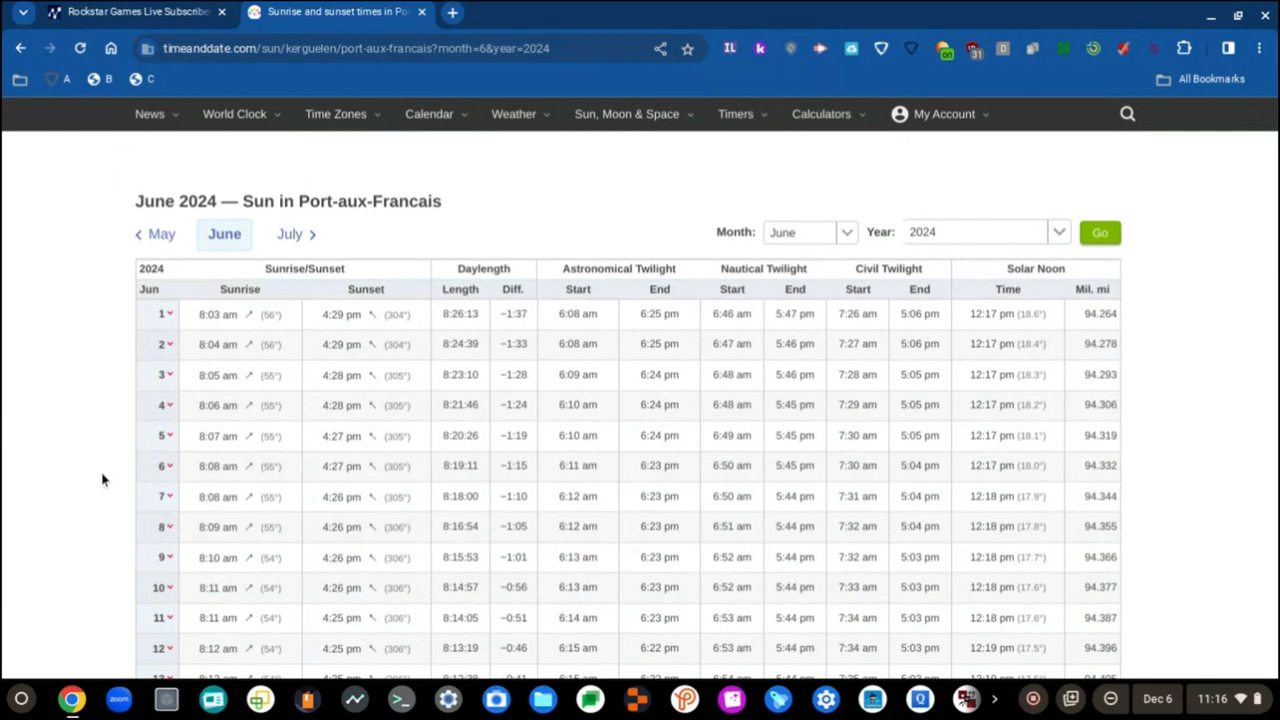 Rockstar Games Live Subscribe
Sunrise and sunset times in Po
timeanddate.com/sun/kerguelen/port-aux-francais?month=6&year=2024
IL k on 31 D
A B C All Bookmarks
News World Clock Time Zones Calendar Weather Sun, Moon & Space Timers Calculators My Account
June 2024 — Sun in Port-aux-Francais
May June July Month: June Year: 2024 Go
2024 Sunrise/Sunset Daylength Astronomical Twilight Nautical Twilight Civil Twilight Solar Noon
Jun Sunrise Sunset Length Diff. Start End Start End Start End Time Mil. mi
1 8:03 am ↗ (56°) 4:29 pm ↖ (304°) 8:26:13 −1:37 6:08 am 6:25 pm 6:46 am 5:47 pm 7:26 am 5:06 pm 12:17 pm (18.6°) 94.264
2 8:04 am ↗ (56°) 4:29 pm ↖ (304°) 8:24:39 −1:33 6:08 am 6:25 pm 6:47 am 5:46 pm 7:27 am 5:06 pm 12:17 pm (18.4°) 94.278
3 8:05 am ↗ (55°) 4:28 pm ↖ (305°) 8:23:10 −1:28 6:09 am 6:24 pm 6:48 am 5:46 pm 7:28 am 5:05 pm 12:17 pm (18.3°) 94.293
4 8:06 am ↗ (55°) 4:28 pm ↖ (305°) 8:21:46 −1:24 6:10 am 6:24 pm 6:48 am 5:45 pm 7:29 am 5:05 pm 12:17 pm (18.2°) 94.306
5 8:07 am ↗ (55°) 4:27 pm ↖ (305°) 8:20:26 −1:19 6:10 am 6:24 pm 6:49 am 5:45 pm 7:30 am 5:05 pm 12:17 pm (18.1°) 94.319
6 8:08 am ↗ (55°) 4:27 pm ↖ (305°) 8:19:11 −1:15 6:11 am 6:23 pm 6:50 am 5:45 pm 7:30 am 5:04 pm 12:17 pm (18.0°) 94.332
7 8:08 am ↗ (55°) 4:26 pm ↖ (305°) 8:18:00 −1:10 6:12 am 6:23 pm 6:50 am 5:44 pm 7:31 am 5:04 pm 12:18 pm (17.9°) 94.344
8 8:09 am ↗ (55°) 4:26 pm ↖ (306°) 8:16:54 −1:05 6:12 am 6:23 pm 6:51 am 5:44 pm 7:32 am 5:04 pm 12:18 pm (17.8°) 94.355
9 8:10 am ↗ (54°) 4:26 pm ↖ (306°) 8:15:53 −1:01 6:13 am 6:23 pm 6:52 am 5:44 pm 7:32 am 5:03 pm 12:18 pm (17.7°) 94.366
10 8:11 am ↗ (54°) 4:26 pm ↖ (306°) 8:14:57 −0:56 6:13 am 6:23 pm 6:52 am 5:44 pm 7:33 am 5:03 pm 12:18 pm (17.6°) 94.377
11 8:11 am ↗ (54°) 4:25 pm ↖ (306°) 8:14:05 −0:51 6:14 am 6:23 pm 6:53 am 5:44 pm 7:34 am 5:03 pm 12:18 pm (17.6°) 94.387
12 8:12 am ↗ (54°) 4:25 pm ↖ (306°) 8:13:19 −0:46 6:15 am 6:22 pm 6:53 am 5:44 pm 7:34 am 5:03 pm 12:19 pm (17.5°) 94.396
zoom Dec 6 11:16